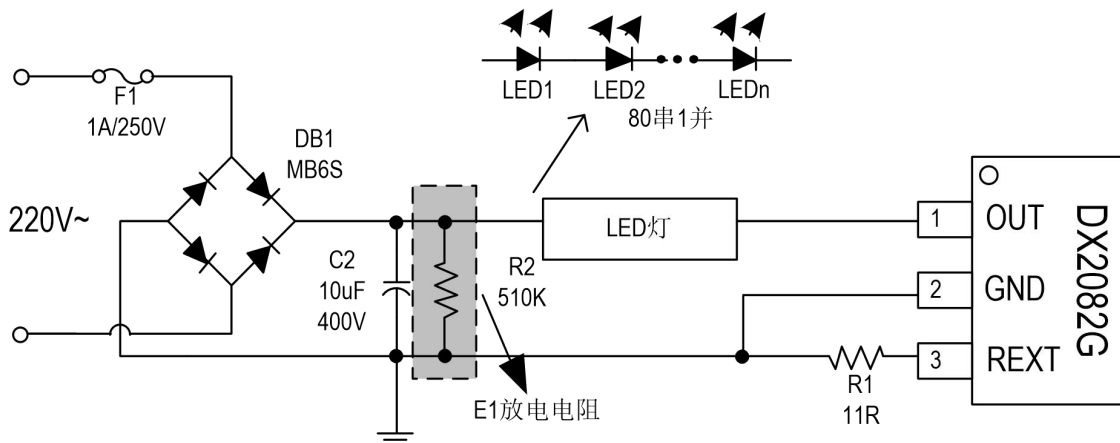 LED1
LED2
LEDn
80串1并
F1
1A/250V
DB1
MB6S
220V~
C2
10uF
400V
R2
510K
LED灯
E1放电电阻
R1
11R
1
OUT
2
GND
3
REXT
DX2082G